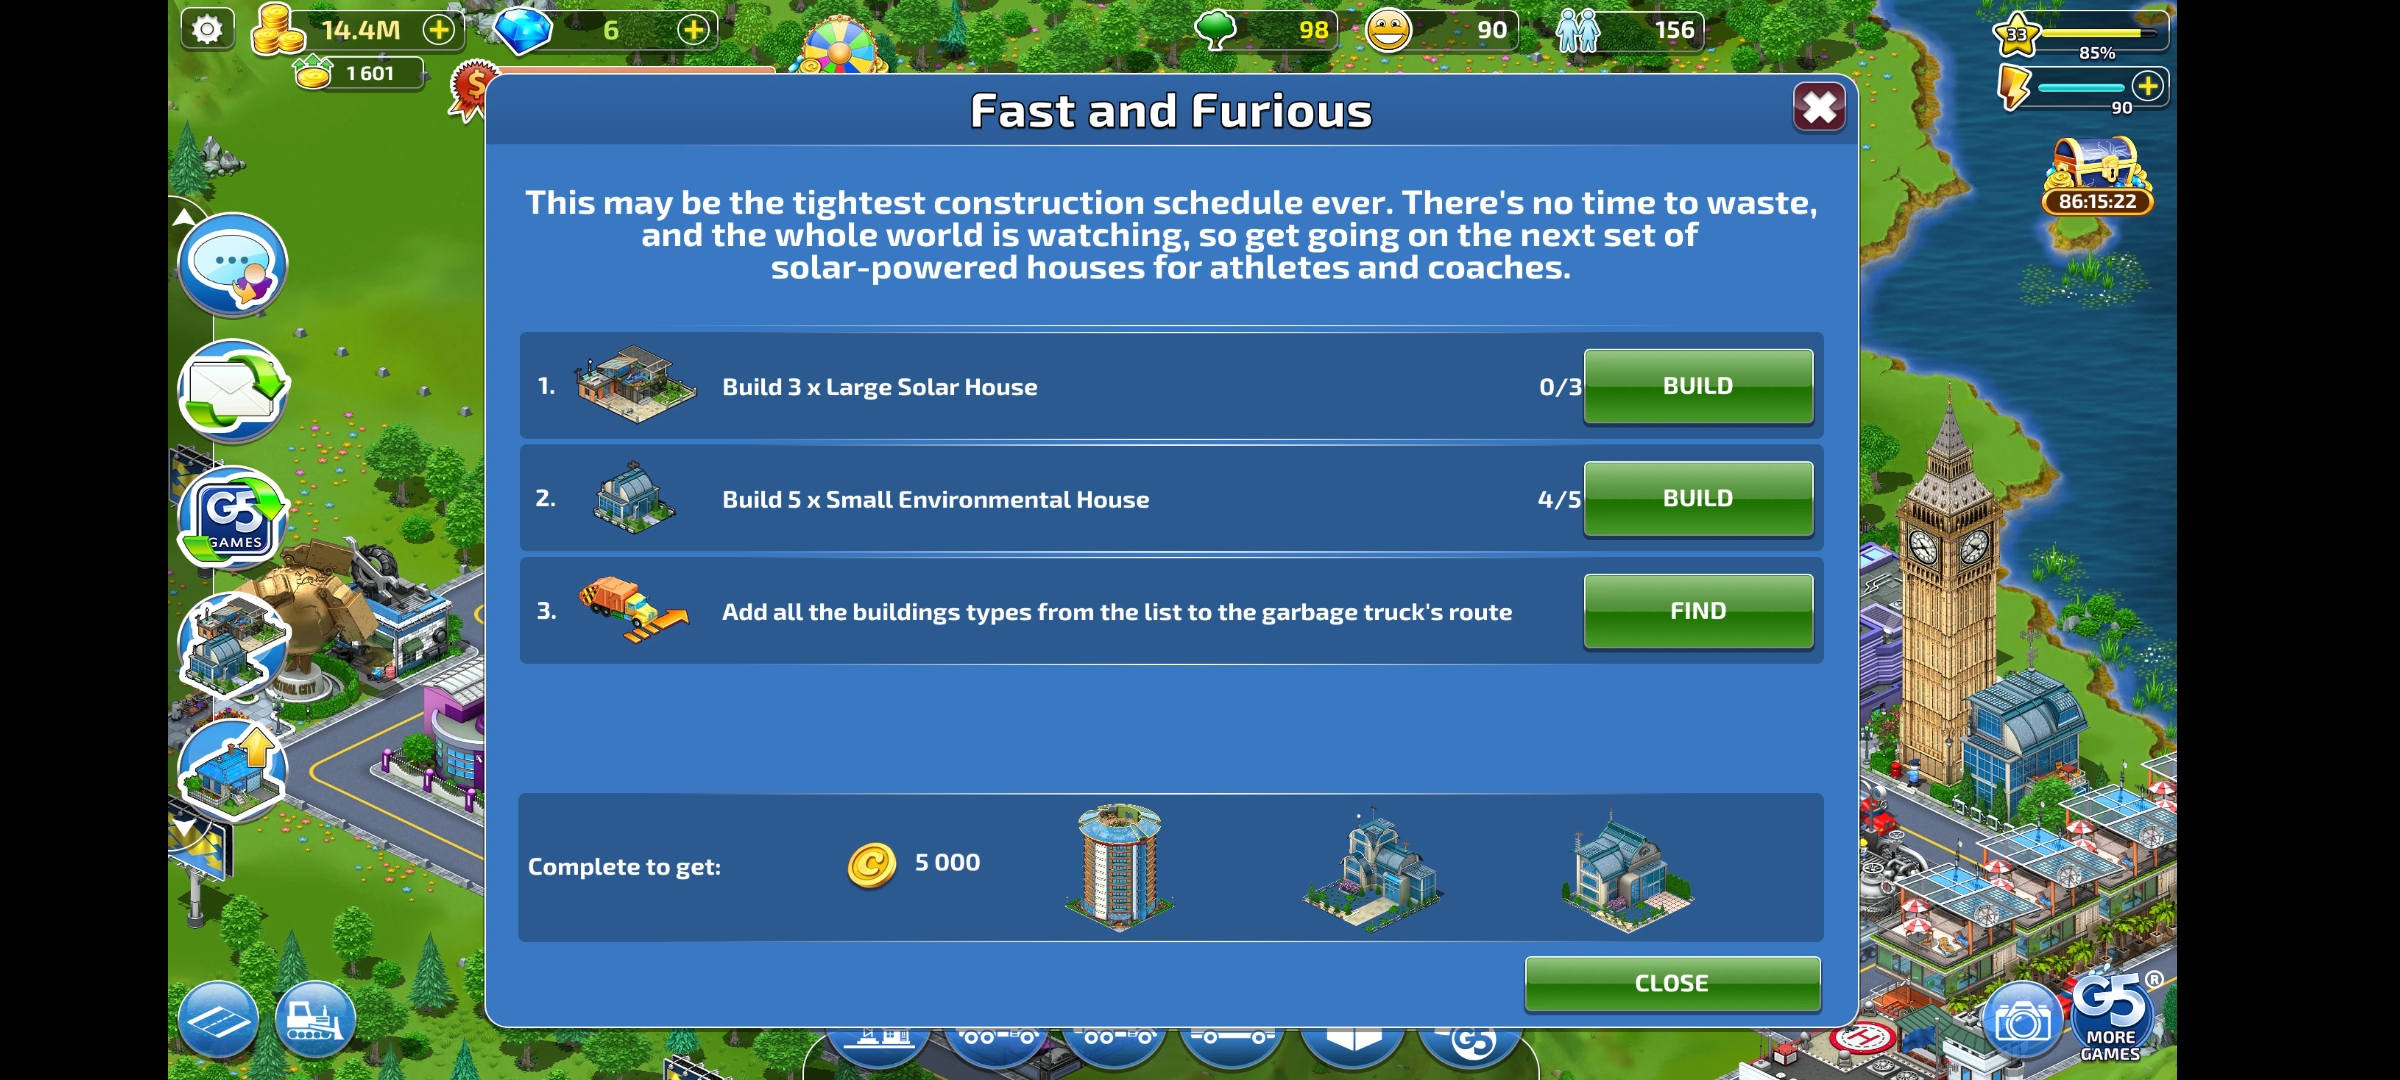 14.4M
6
98
90
156
33
85%
1 601
90
86:15:22
Fast and Furious
This may be the tightest construction schedule ever. There's no time to waste,
and the whole world is watching, so get going on the next set of
solar-powered houses for athletes and coaches.
1.
Build 3 x Large Solar House
0/3
BUILD
2.
Build 5 x Small Environmental House
4/5
BUILD
3.
Add all the buildings types from the list to the garbage truck's route
FIND
Complete to get:
5 000
CLOSE
G5
GAMES
G5
G5®
MORE
GAMES